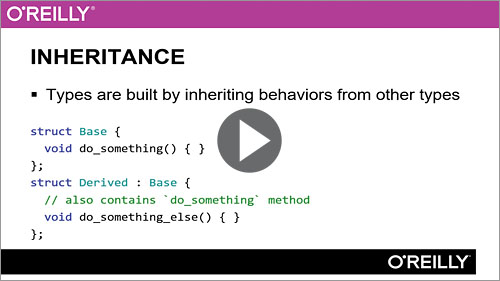 O'REILLY®
INHERITANCE
▪ Types are built by inheriting behaviors from other types
struct Base {
  void do_something() { }
};
struct Derived : Base {
  // also contains `do_something` method
  void do_something_else() { }
};
O'REILLY®